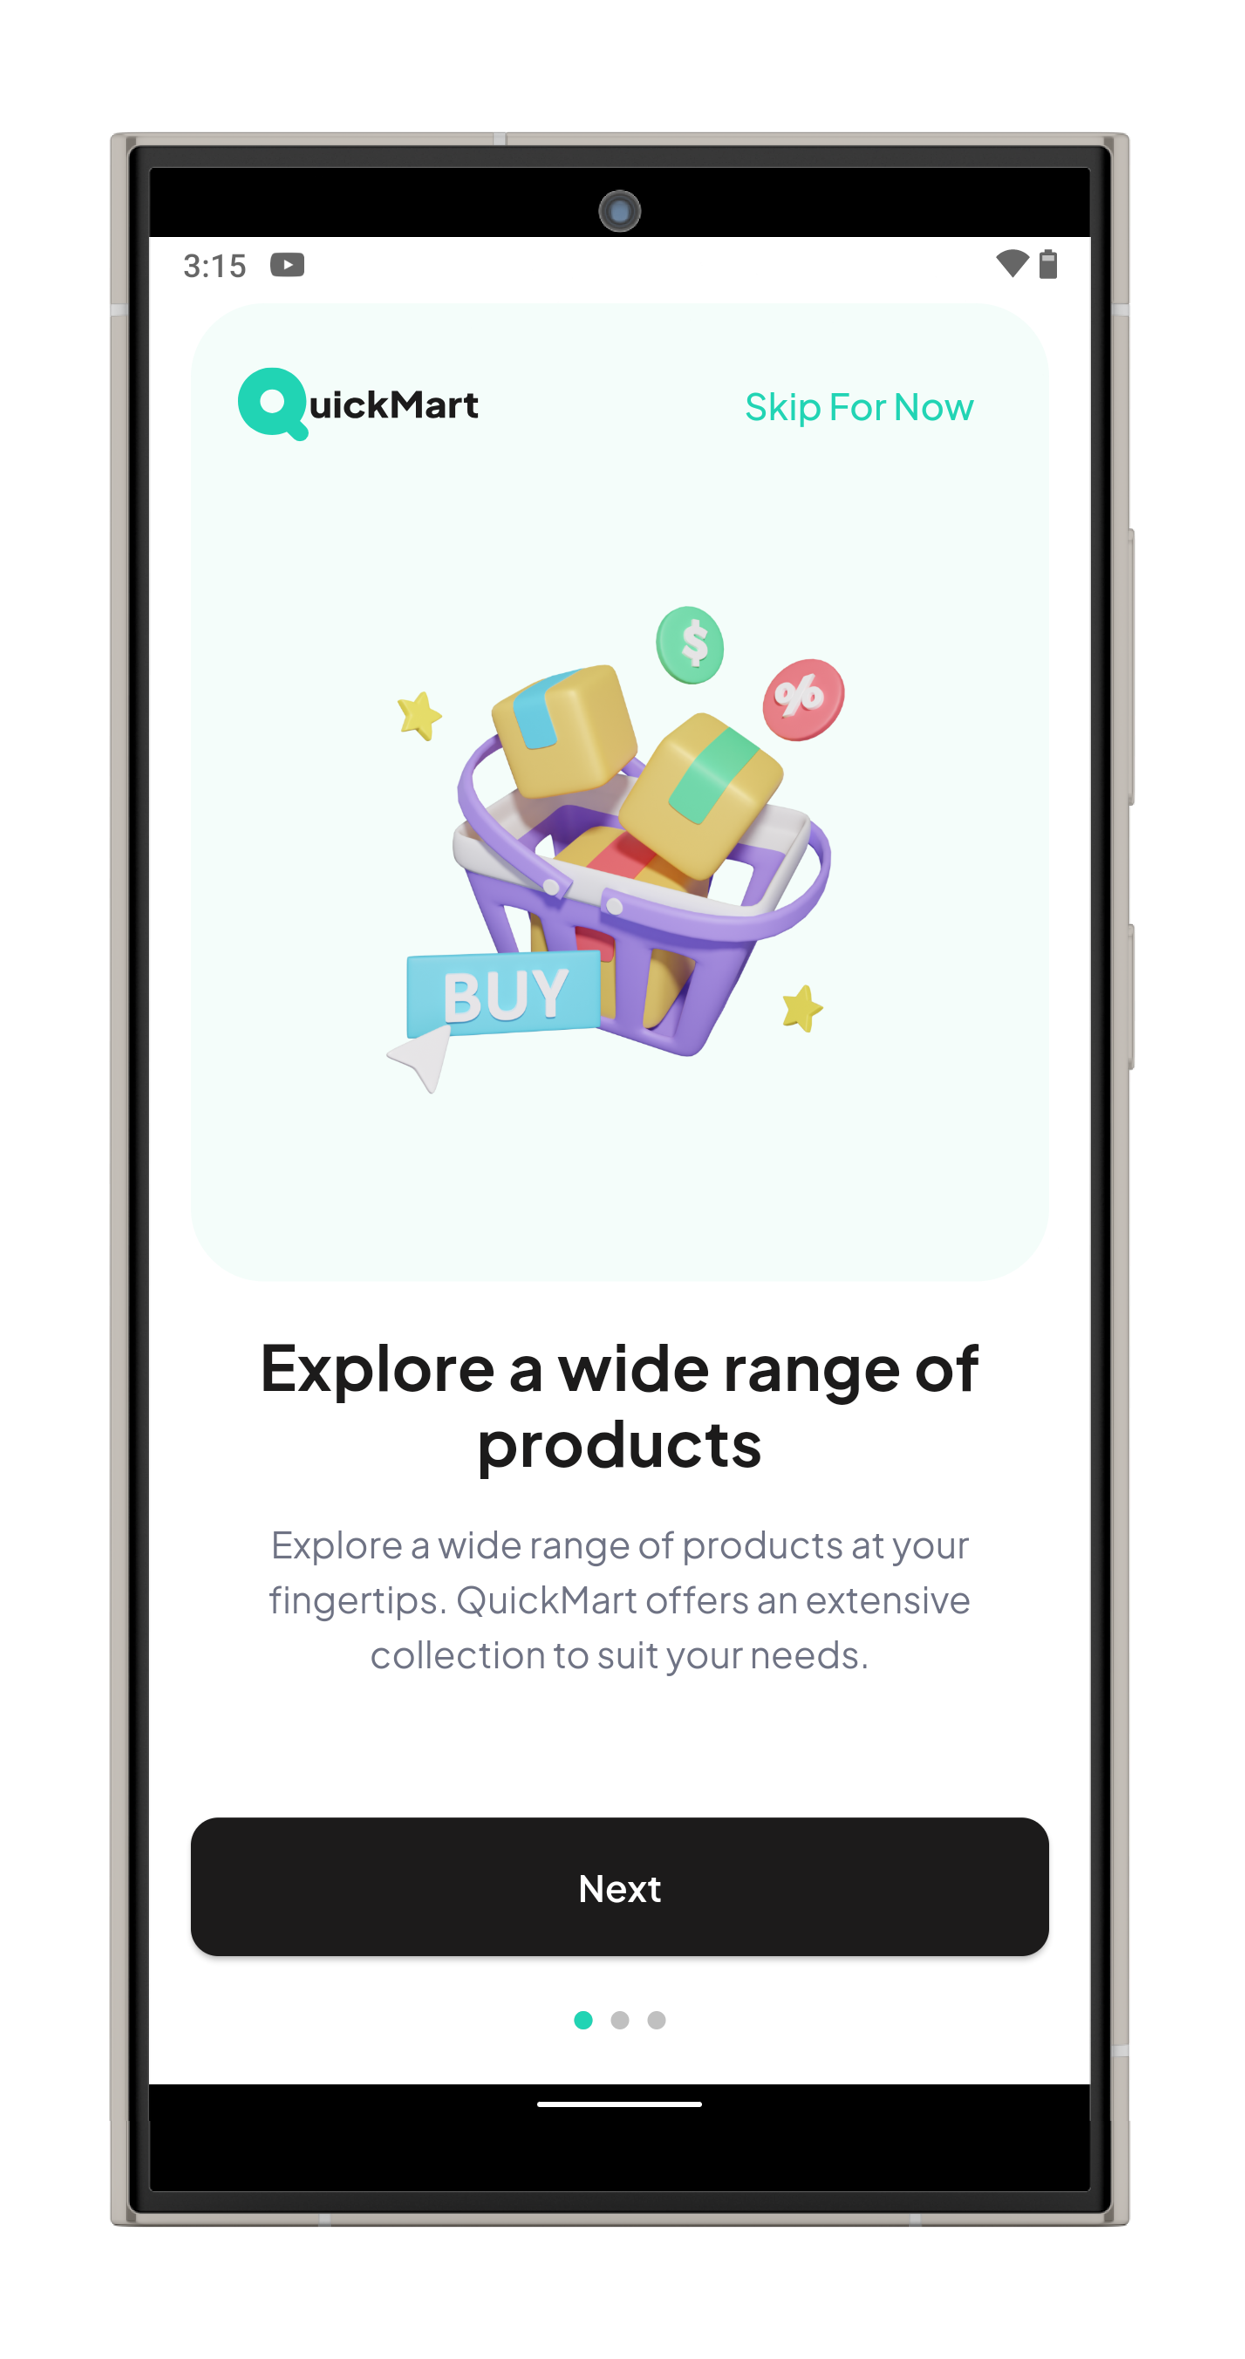 3:15
QuickMart
Skip For Now
$
%
BUY
Explore a wide range of
products
Explore a wide range of products at your
fingertips. QuickMart offers an extensive
collection to suit your needs.
Next